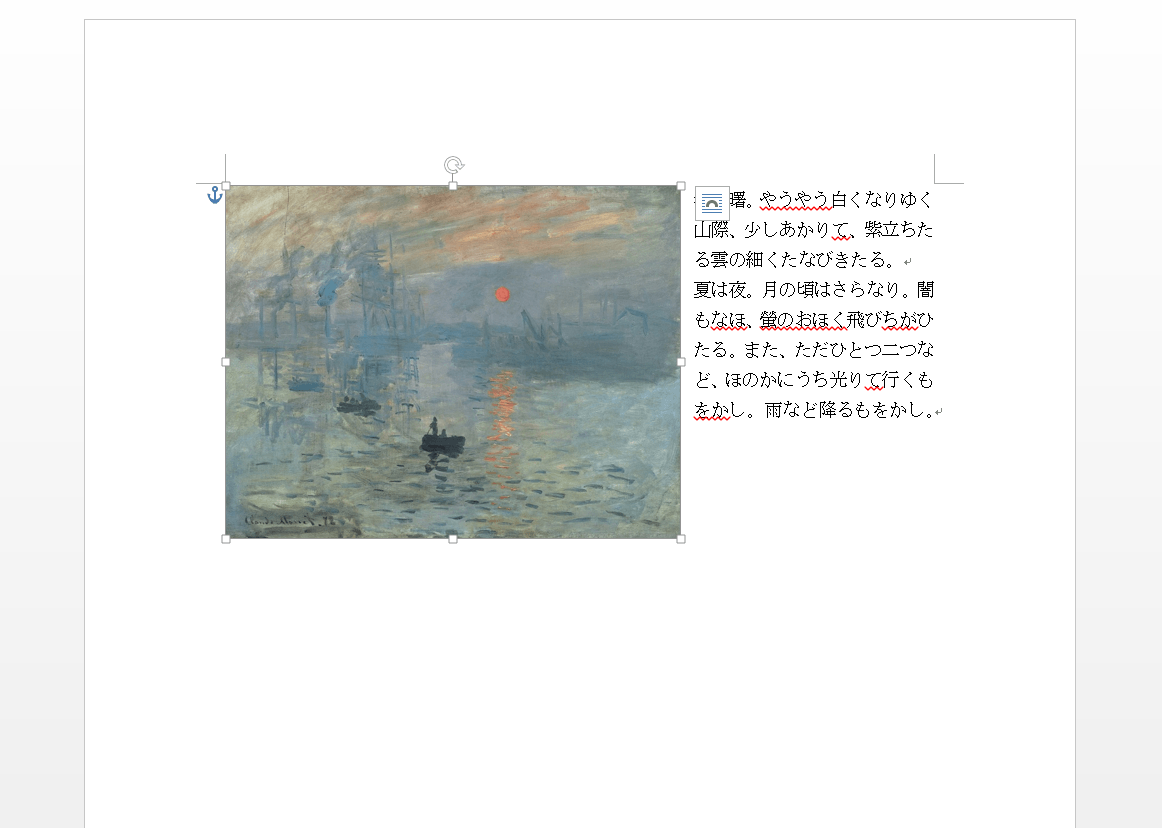 曙。やうやう白くなりゆく
山際、少しあかりて、紫立ちた
る雲の細くたなびきたる。
夏は夜。月の頃はさらなり。闇
もなほ、螢のおほく飛びちがひ
たる。また、ただひとつ二つな
ど、ほのかにうち光りて行くも
をかし。雨など降るもをかし。
Claude Monet. 72